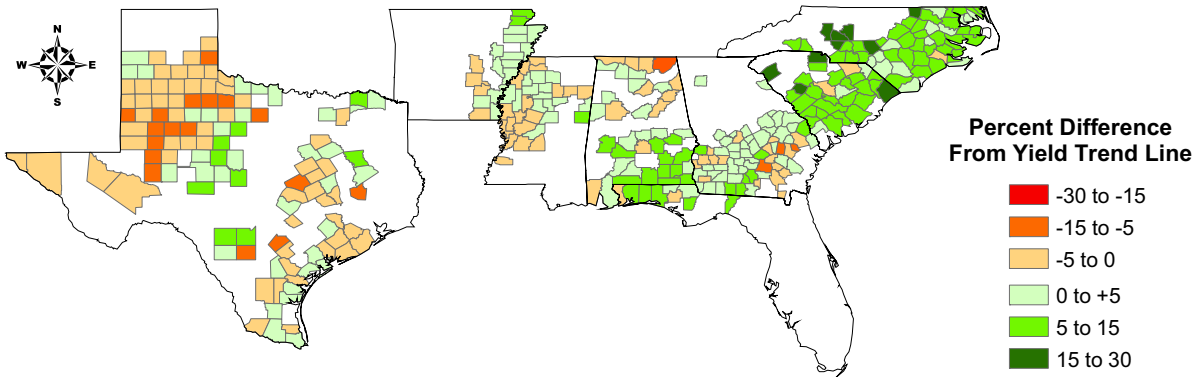 N
W E
S
Percent Difference
From Yield Trend Line
-30 to -15
-15 to -5
-5 to 0
0 to +5
5 to 15
15 to 30